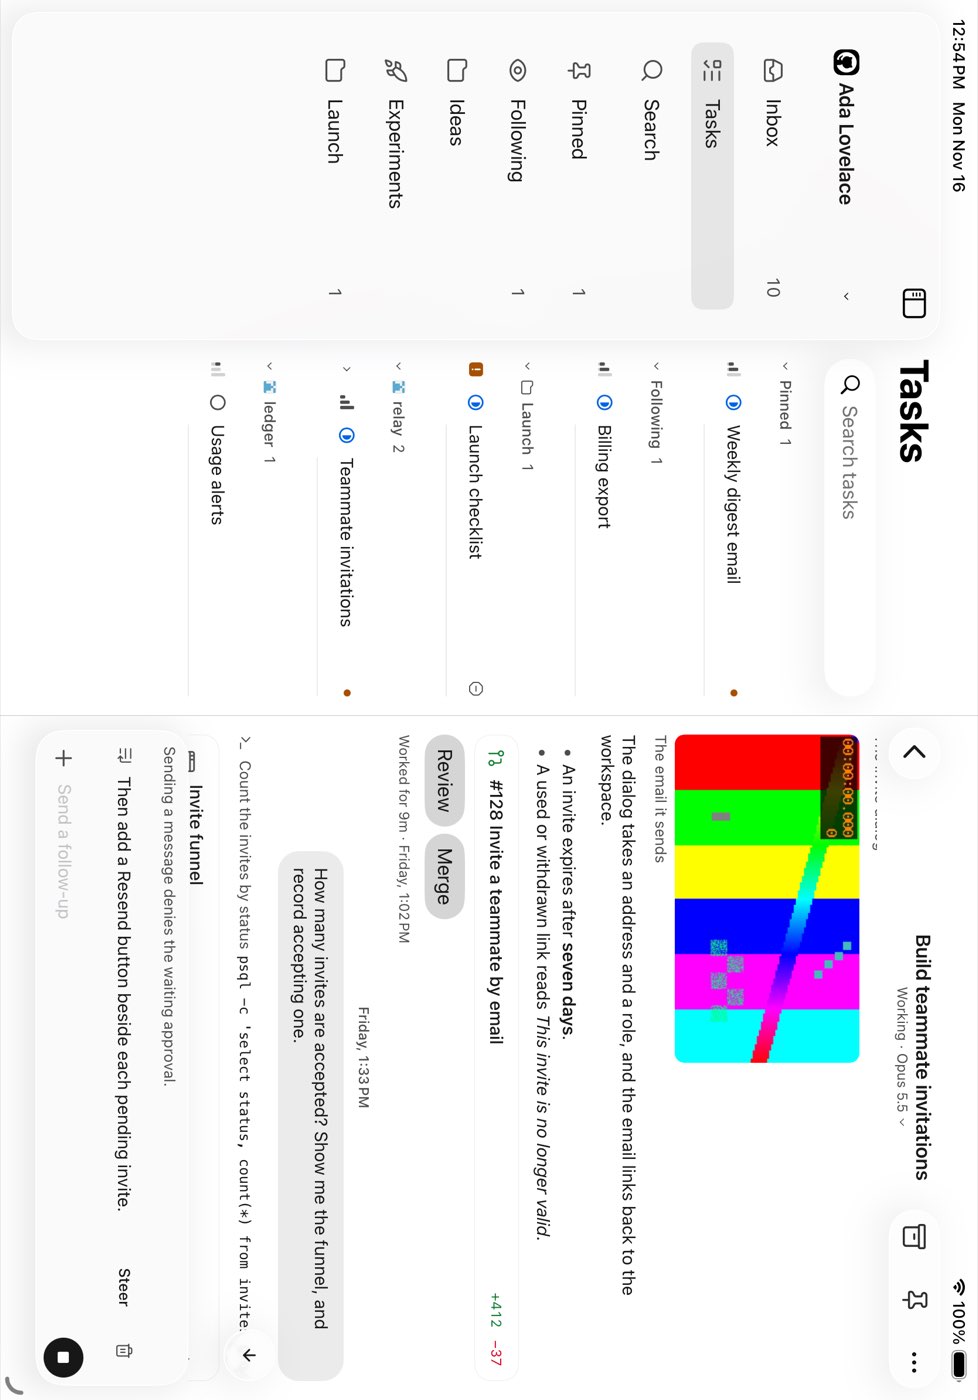 12:54 PM Mon Nov 16
100%
Ada Lovelace
Inbox 10
Tasks
Search
Pinned 1
Following 1
Ideas
Experiments
Launch 1
Tasks
Search tasks
Pinned 1
Weekly digest email
Following 1
Billing export
Launch 1
Launch checklist
relay 2
Teammate invitations
ledger 1
Usage alerts
Build teammate invitations
Working · Opus 5.5
The invite dialog
00:00:00.000
0
The email it sends
The dialog takes an address and a role, and the email links back to the
workspace.
• An invite expires after seven days.
• A used or withdrawn link reads This invite is no longer valid.
#128 Invite a teammate by email +412 −37
Review Merge
Worked for 9m · Friday, 1:02 PM
Friday, 1:33 PM
How many invites are accepted? Show me the funnel, and
record accepting one.
Count the invites by status psql -c 'select status, count(*) from invite
Invite funnel
Sending a message denies the waiting approval.
Then add a Resend button beside each pending invite. Steer
Send a follow-up